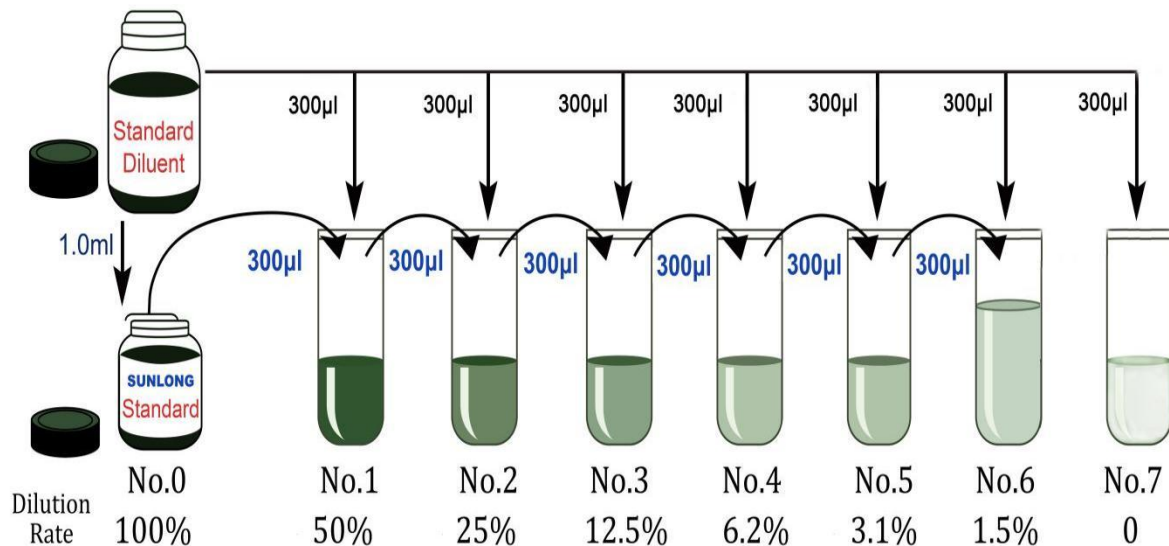 300µl 300µl 300µl 300µl 300µl 300µl 300µl
Standard
Diluent
1.0ml
300µl 300µl 300µl 300µl 300µl 300µl
SUNLONG
Standard
No.0 No.1 No.2 No.3 No.4 No.5 No.6 No.7
Dilution
Rate 100% 50% 25% 12.5% 6.2% 3.1% 1.5% 0